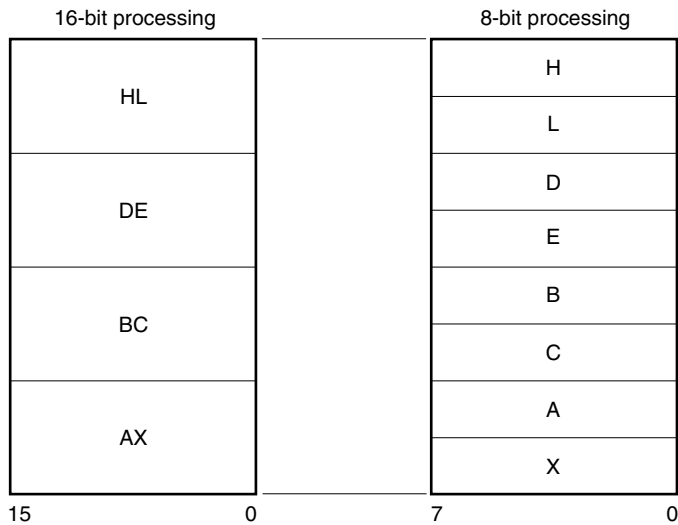 16-bit processing
8-bit processing
HL
DE
BC
AX
15 0
H
L
D
E
B
C
A
X
7 0